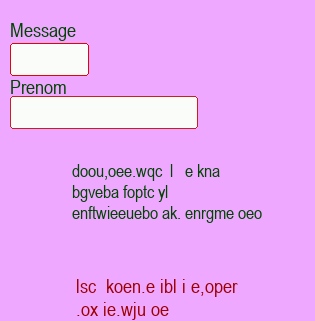 Message
Prenom
doou,oee.wqc l e kna
bgveba foptc yl
enftwieeuebo ak. enrgme oeo
lsc koen.e ibl i e,oper
.ox ie.wju oe